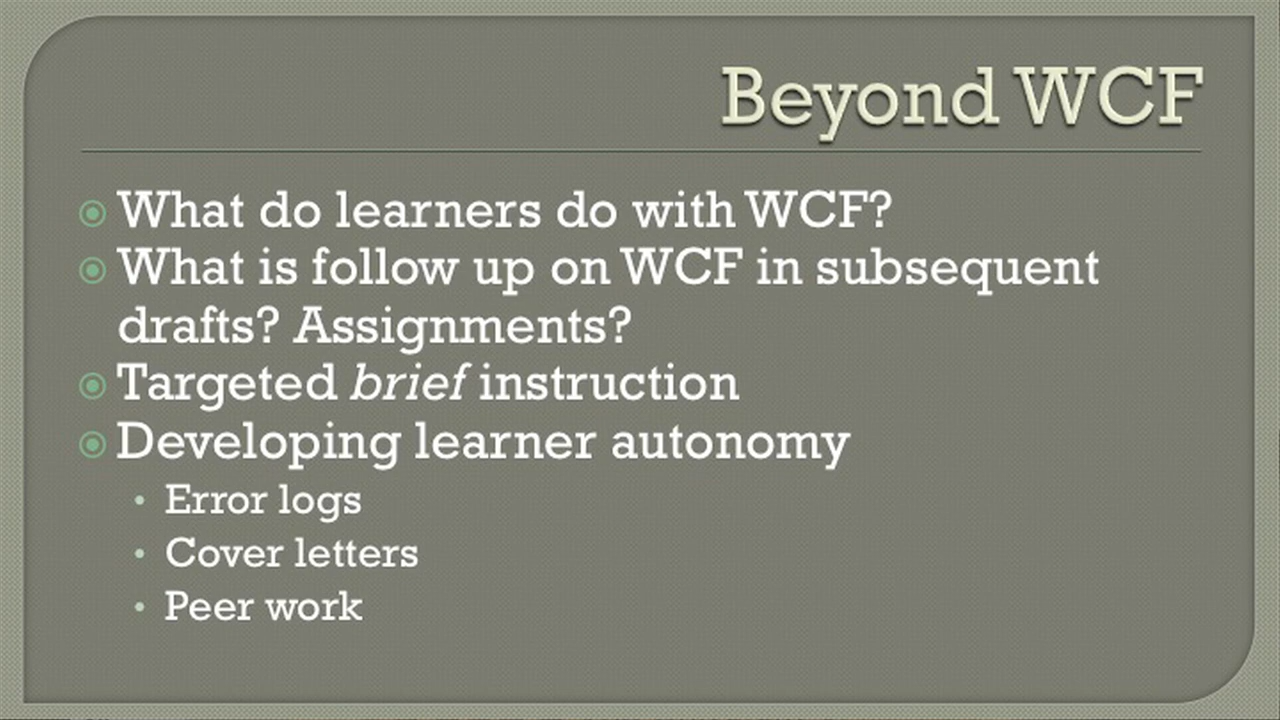 Beyond WCF
What do learners do with WCF?
What is follow up on WCF in subsequent
drafts? Assignments?
Targeted brief instruction
Developing learner autonomy
Error logs
Cover letters
Peer work